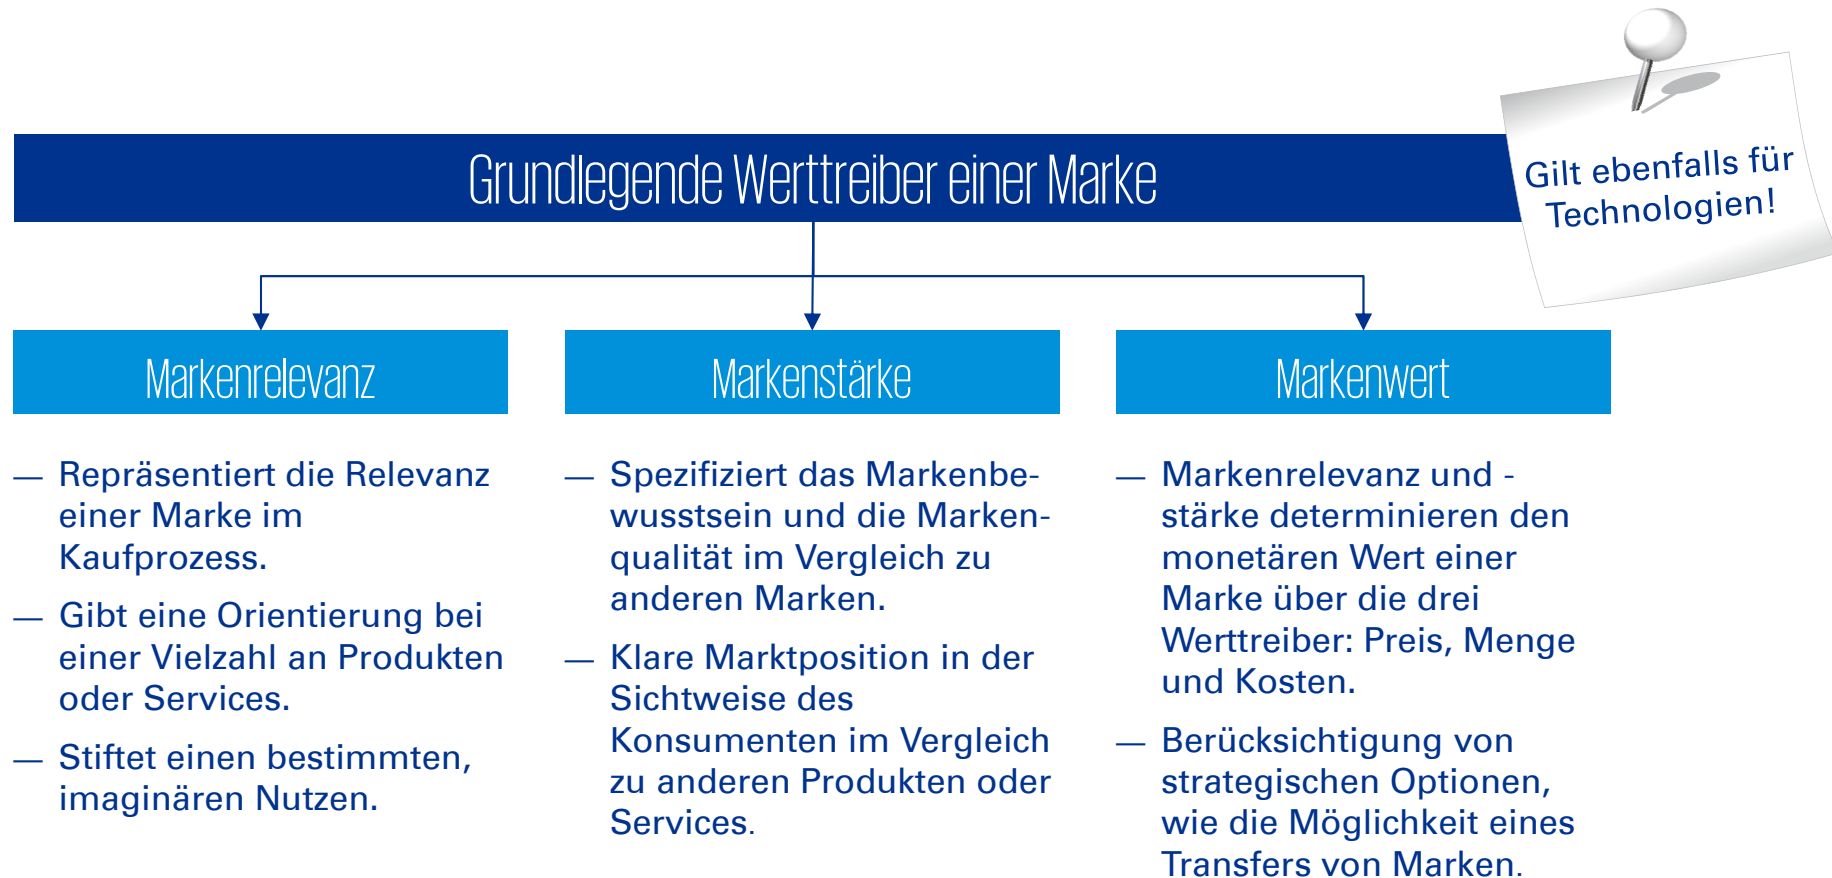 Gilt ebenfalls für
Technologien!
Grundlegende Werttreiber einer Marke
Markenrelevanz
— Repräsentiert die Relevanz
einer Marke im
Kaufprozess.
— Gibt eine Orientierung bei
einer Vielzahl an Produkten
oder Services.
— Stiftet einen bestimmten,
imaginären Nutzen.
Markenstärke
— Spezifiziert das Markenbe-
wusstsein und die Marken-
qualität im Vergleich zu
anderen Marken.
— Klare Marktposition in der
Sichtweise des
Konsumenten im Vergleich
zu anderen Produkten oder
Services.
Markenwert
— Markenrelevanz und -
stärke determinieren den
monetären Wert einer
Marke über die drei
Werttreiber: Preis, Menge
und Kosten.
— Berücksichtigung von
strategischen Optionen,
wie die Möglichkeit eines
Transfers von Marken.